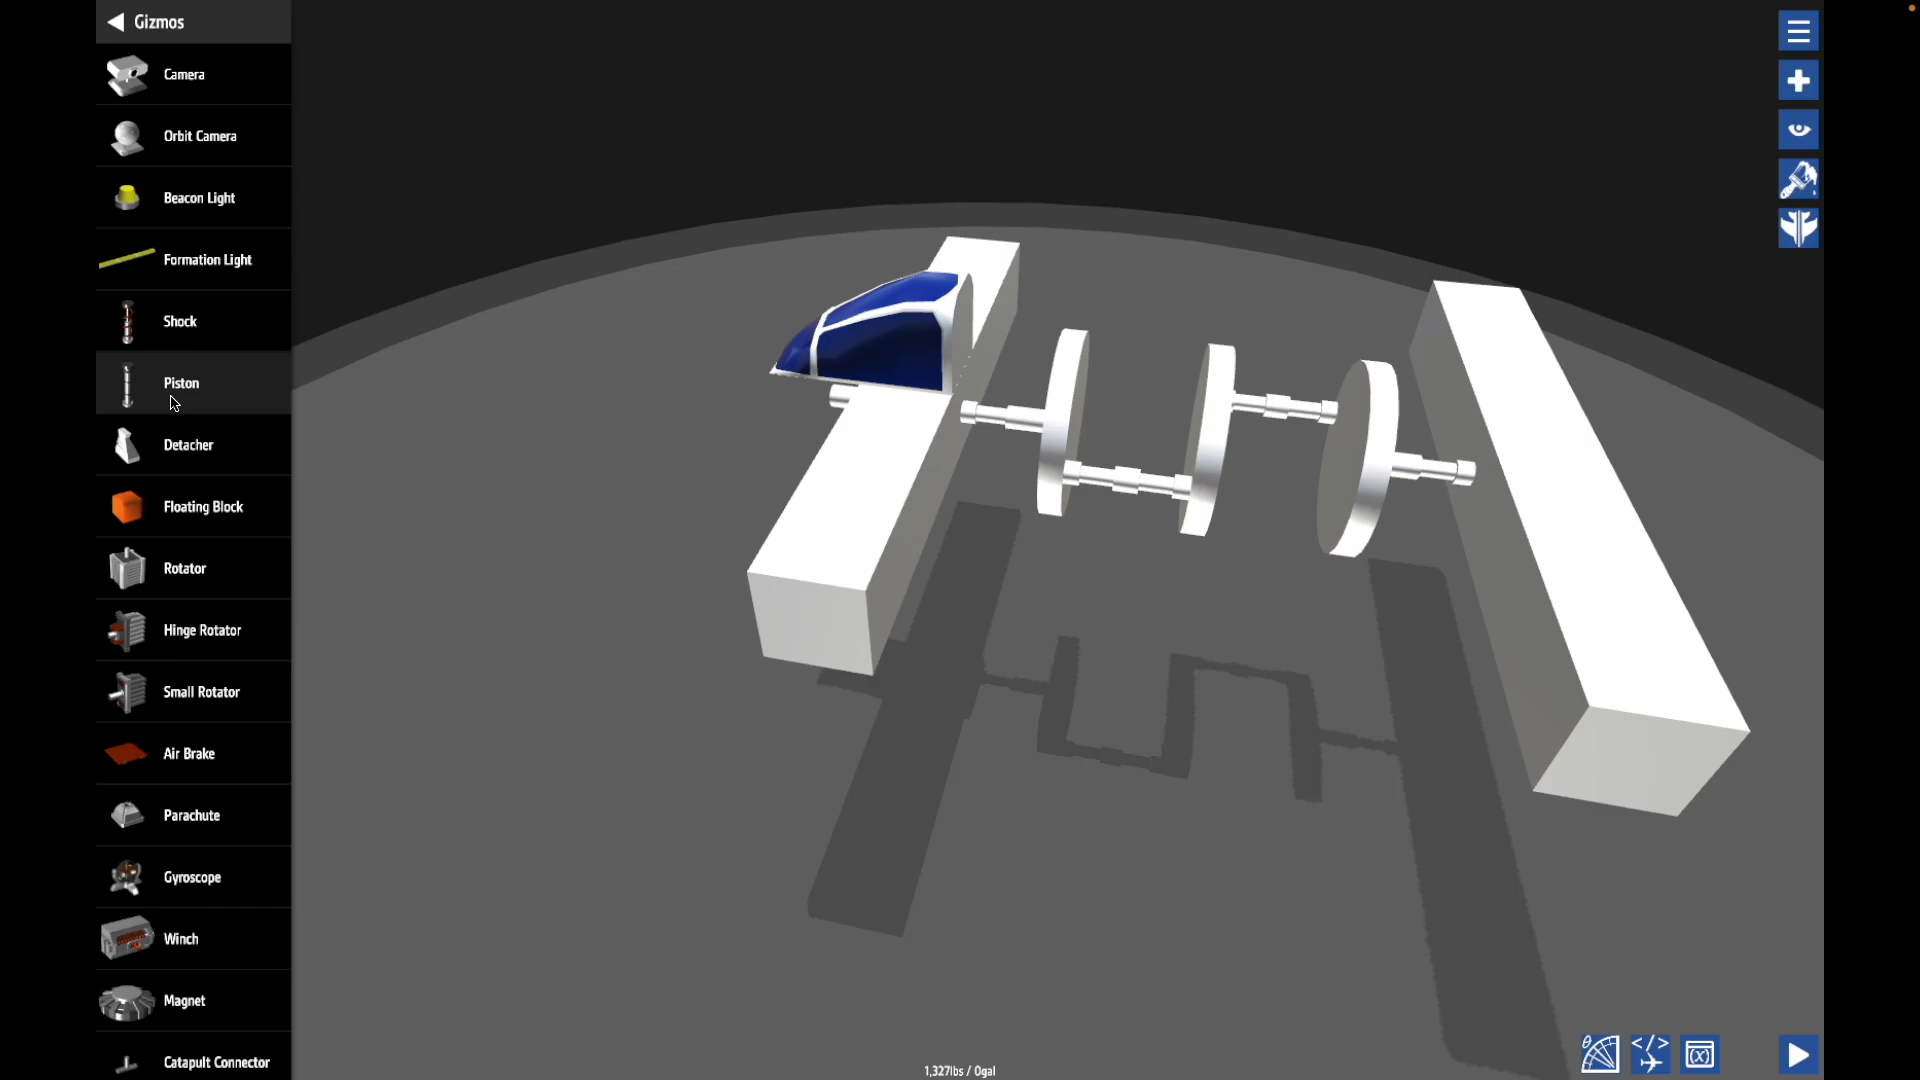 Gizmos
Camera
Orbit Camera
Beacon Light
Formation Light
Shock
Piston
Detacher
Floating Block
Rotator
Hinge Rotator
Small Rotator
Air Brake
Parachute
Gyroscope
Winch
Magnet
Catapult Connector
1,327lbs / 0gal
θ
</>
(x)